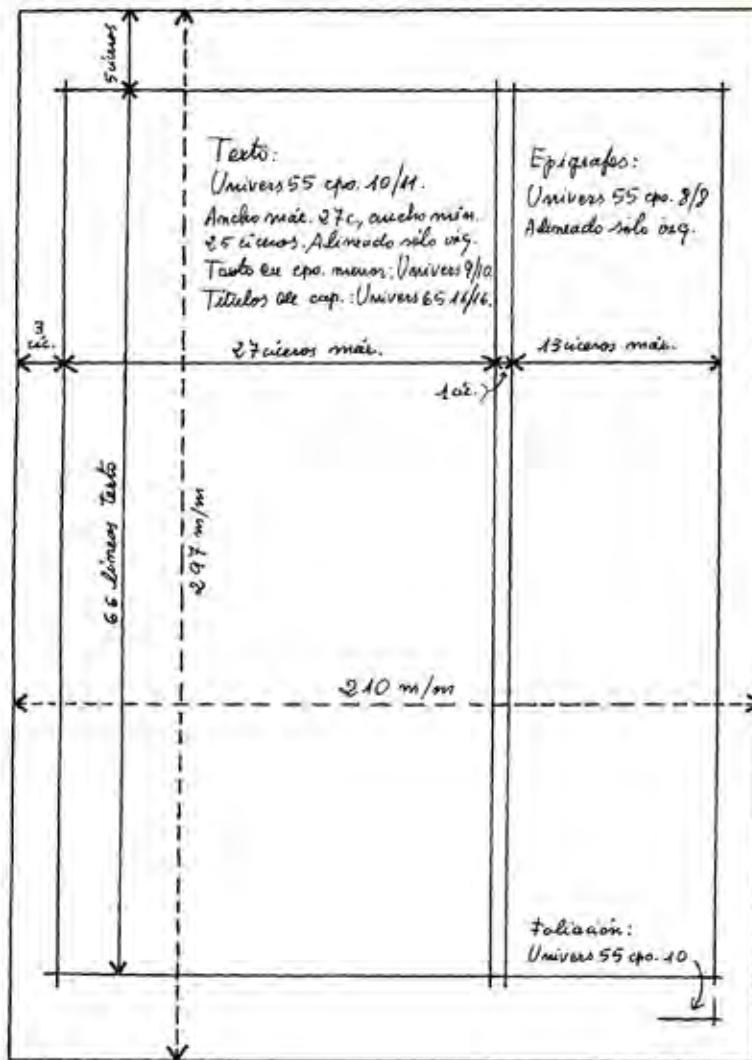 5 cíceros
Texto:
Univers 55 cpo. 10/11.
Ancho máx. 27c, ancho mín.
25 cíceros. Alineado sólo izq.
Texto en cpo. menor: Univers 9/10
Títulos de cap.: Univers 65 16/16.
Epígrafes:
Univers 55 cpo. 8/9
Alineado sólo izq.
3
cíc.
27 cíceros máx.
1 cíc.
13 cíceros máx.
66 líneas texto
297 m/m
210 m/m
Foliación:
Univers 55 cpo. 10